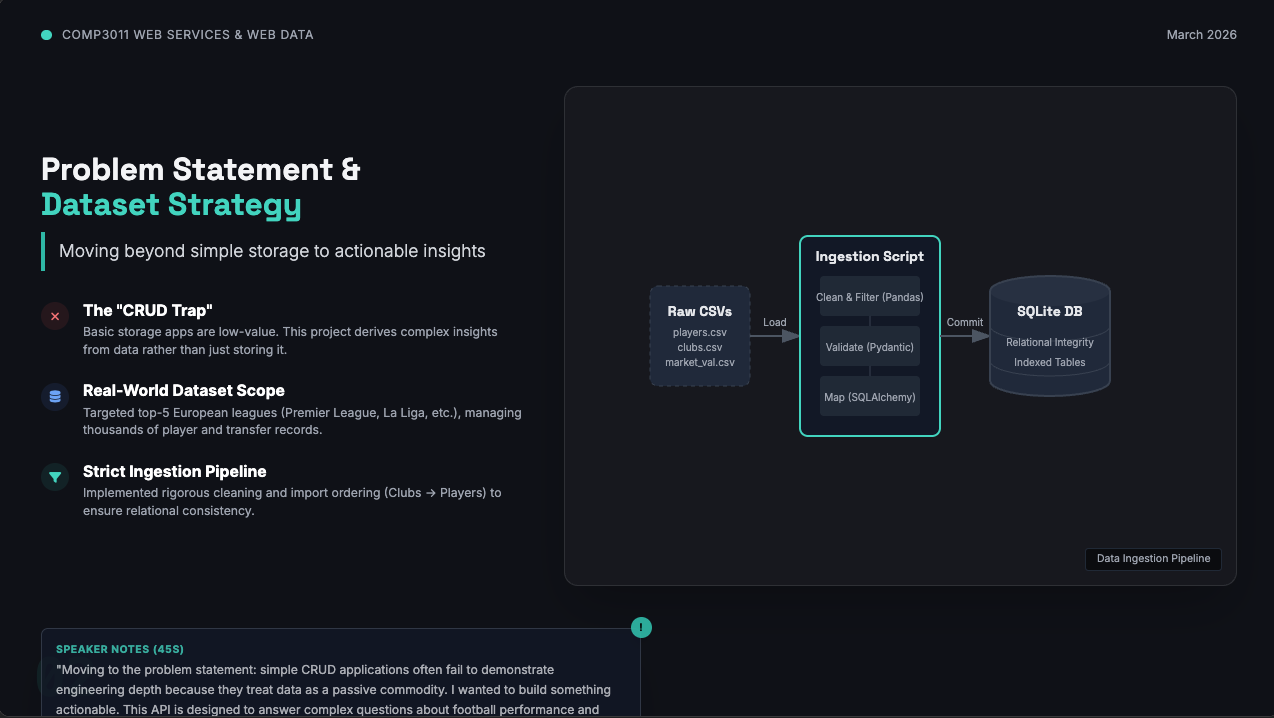 COMP3011 WEB SERVICES & WEB DATA
March 2026
Problem Statement &
Dataset Strategy
Moving beyond simple storage to actionable insights
The "CRUD Trap"
Basic storage apps are low-value. This project derives complex insights
from data rather than just storing it.
Real-World Dataset Scope
Targeted top-5 European leagues (Premier League, La Liga, etc.), managing
thousands of player and transfer records.
Strict Ingestion Pipeline
Implemented rigorous cleaning and import ordering (Clubs → Players) to
ensure relational consistency.
Raw CSVs
players.csv
clubs.csv
market_val.csv
Load
Ingestion Script
Clean & Filter (Pandas)
Validate (Pydantic)
Map (SQLAlchemy)
Commit
SQLite DB
Relational Integrity
Indexed Tables
Data Ingestion Pipeline
!
SPEAKER NOTES (45S)
"Moving to the problem statement: simple CRUD applications often fail to demonstrate
engineering depth because they treat data as a passive commodity. I wanted to build something
actionable. This API is designed to answer complex questions about football performance and